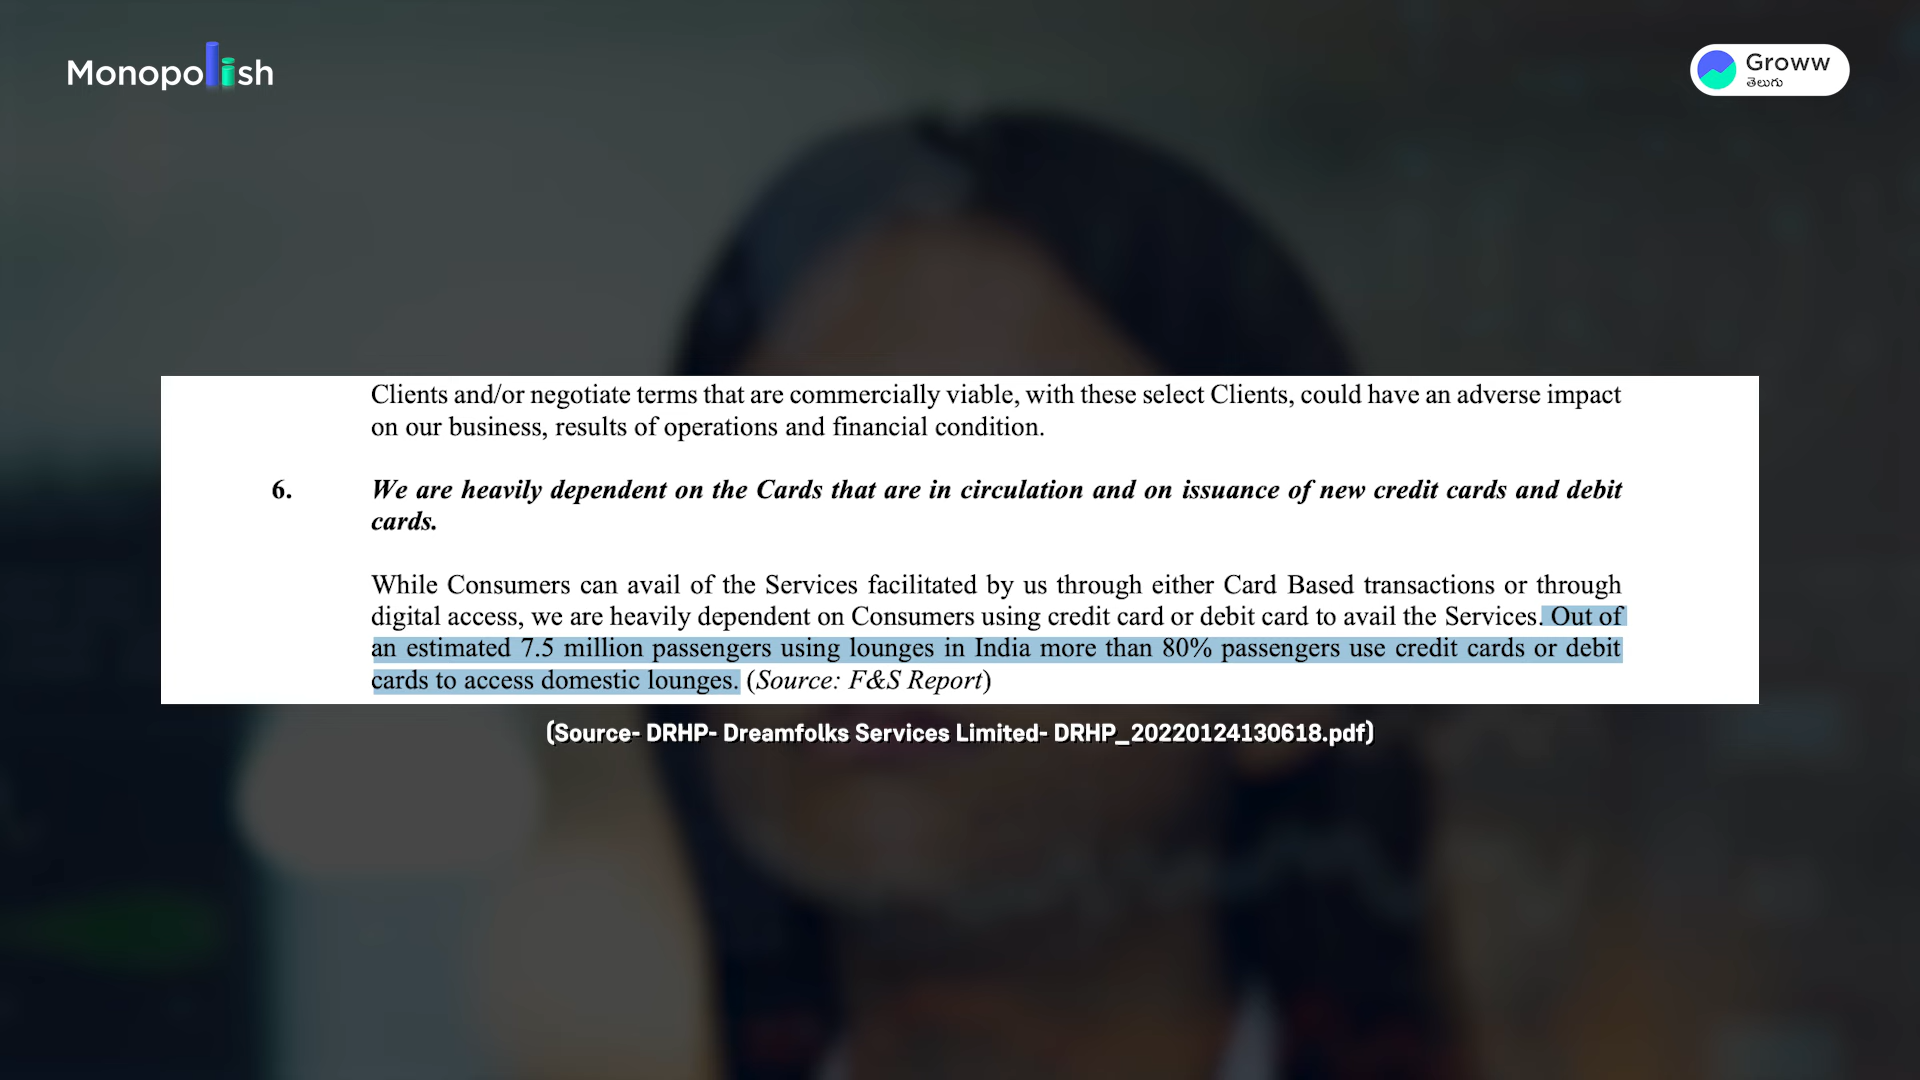 Monopolish
Groww
తెలుగు
Clients and/or negotiate terms that are commercially viable, with these select Clients, could have an adverse impact
on our business, results of operations and financial condition.
6. We are heavily dependent on the Cards that are in circulation and on issuance of new credit cards and debit
cards.
While Consumers can avail of the Services facilitated by us through either Card Based transactions or through
digital access, we are heavily dependent on Consumers using credit card or debit card to avail the Services. Out of
an estimated 7.5 million passengers using lounges in India more than 80% passengers use credit cards or debit
cards to access domestic lounges. (Source: F&S Report)
(Source- DRHP- Dreamfolks Services Limited- DRHP_20220124130618.pdf)